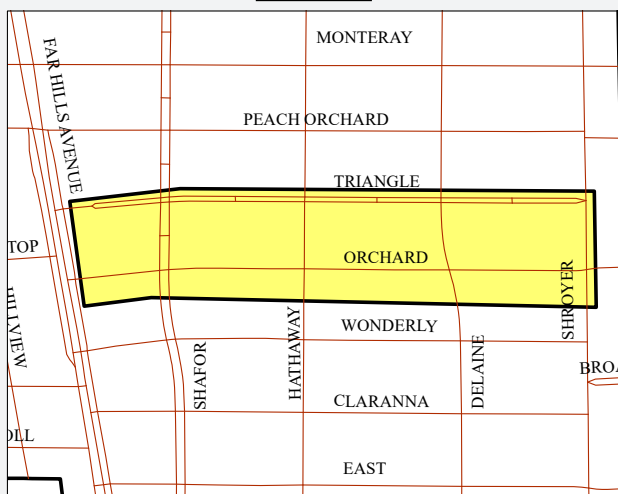 MONTERAY
FAR HILLS AVENUE
PEACH ORCHARD
TRIANGLE
TOP
ORCHARD
SHROYER
HILLVIEW
WONDERLY
SHAFOR
HATHAWAY
DELAINE
BROA
CLARANNA
OLL
EAST